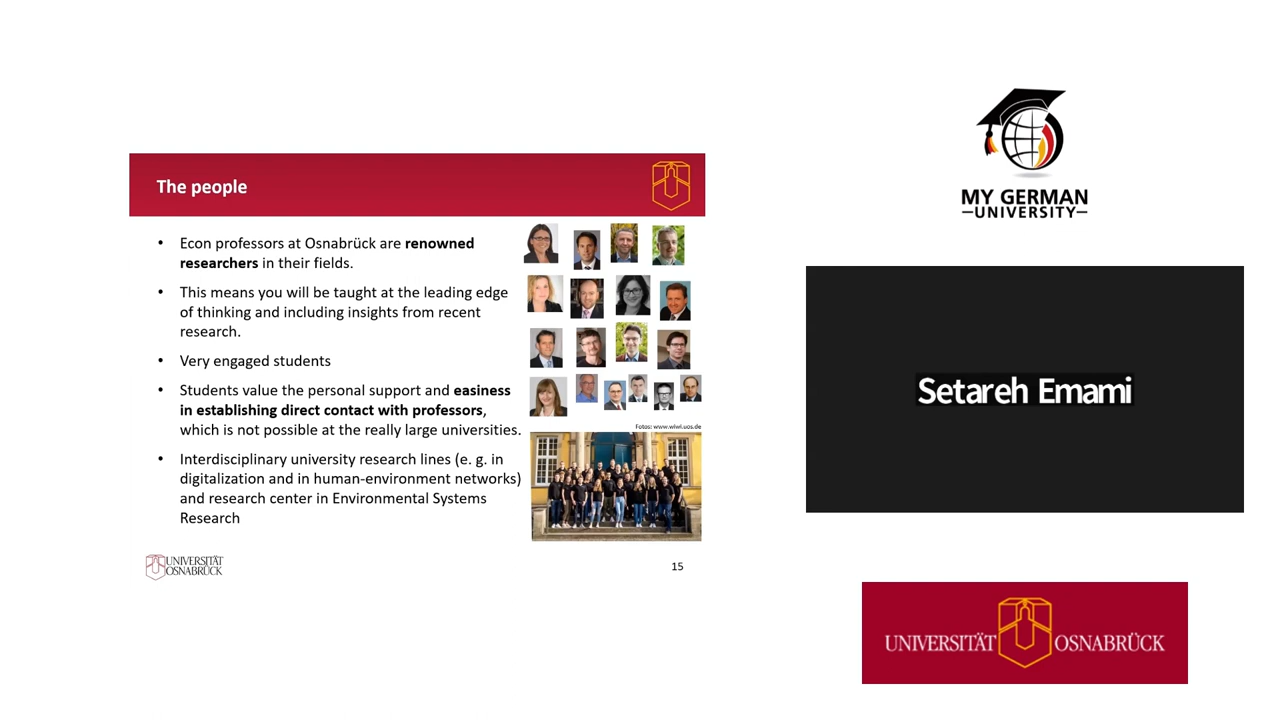 The people
• Econ professors at Osnabrück are renowned
researchers in their fields.
• This means you will be taught at the leading edge
of thinking and including insights from recent
research.
• Very engaged students
• Students value the personal support and easiness
in establishing direct contact with professors,
which is not possible at the really large universities.
• Interdisciplinary university research lines (e. g. in
digitalization and in human-environment networks)
and research center in Environmental Systems
Research
Fotos: www.wiwi.uos.de
UNIVERSITÄT
OSNABRÜCK
15
MY GERMAN
—UNIVERSITY—
Setareh Emami
UNIVERSITÄT OSNABRÜCK